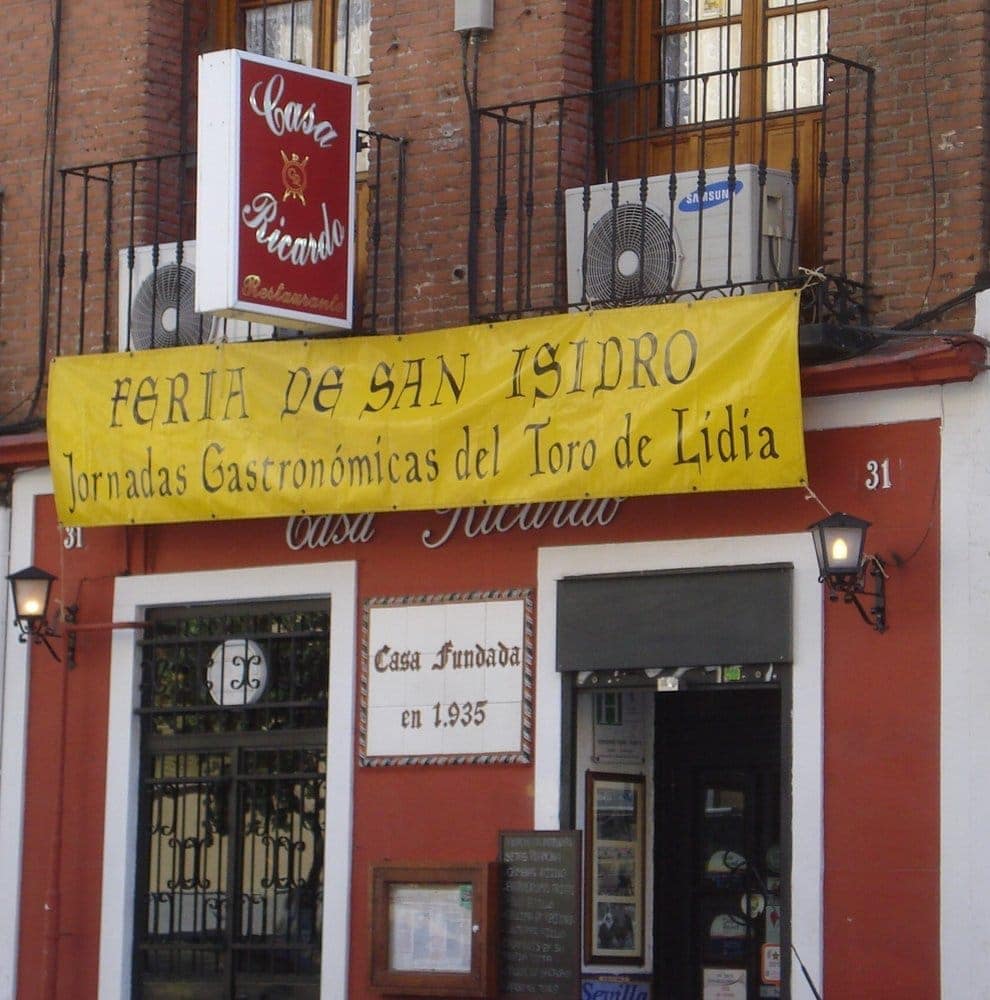 Casa
Ricardo
Restaurante
SAMSUNG
FERIA DE SAN ISIDRO
Jornadas Gastronómicas del Toro de Lidia
31
31
Casa Ricardo
Casa Fundada
en 1.935
H
Sevilla